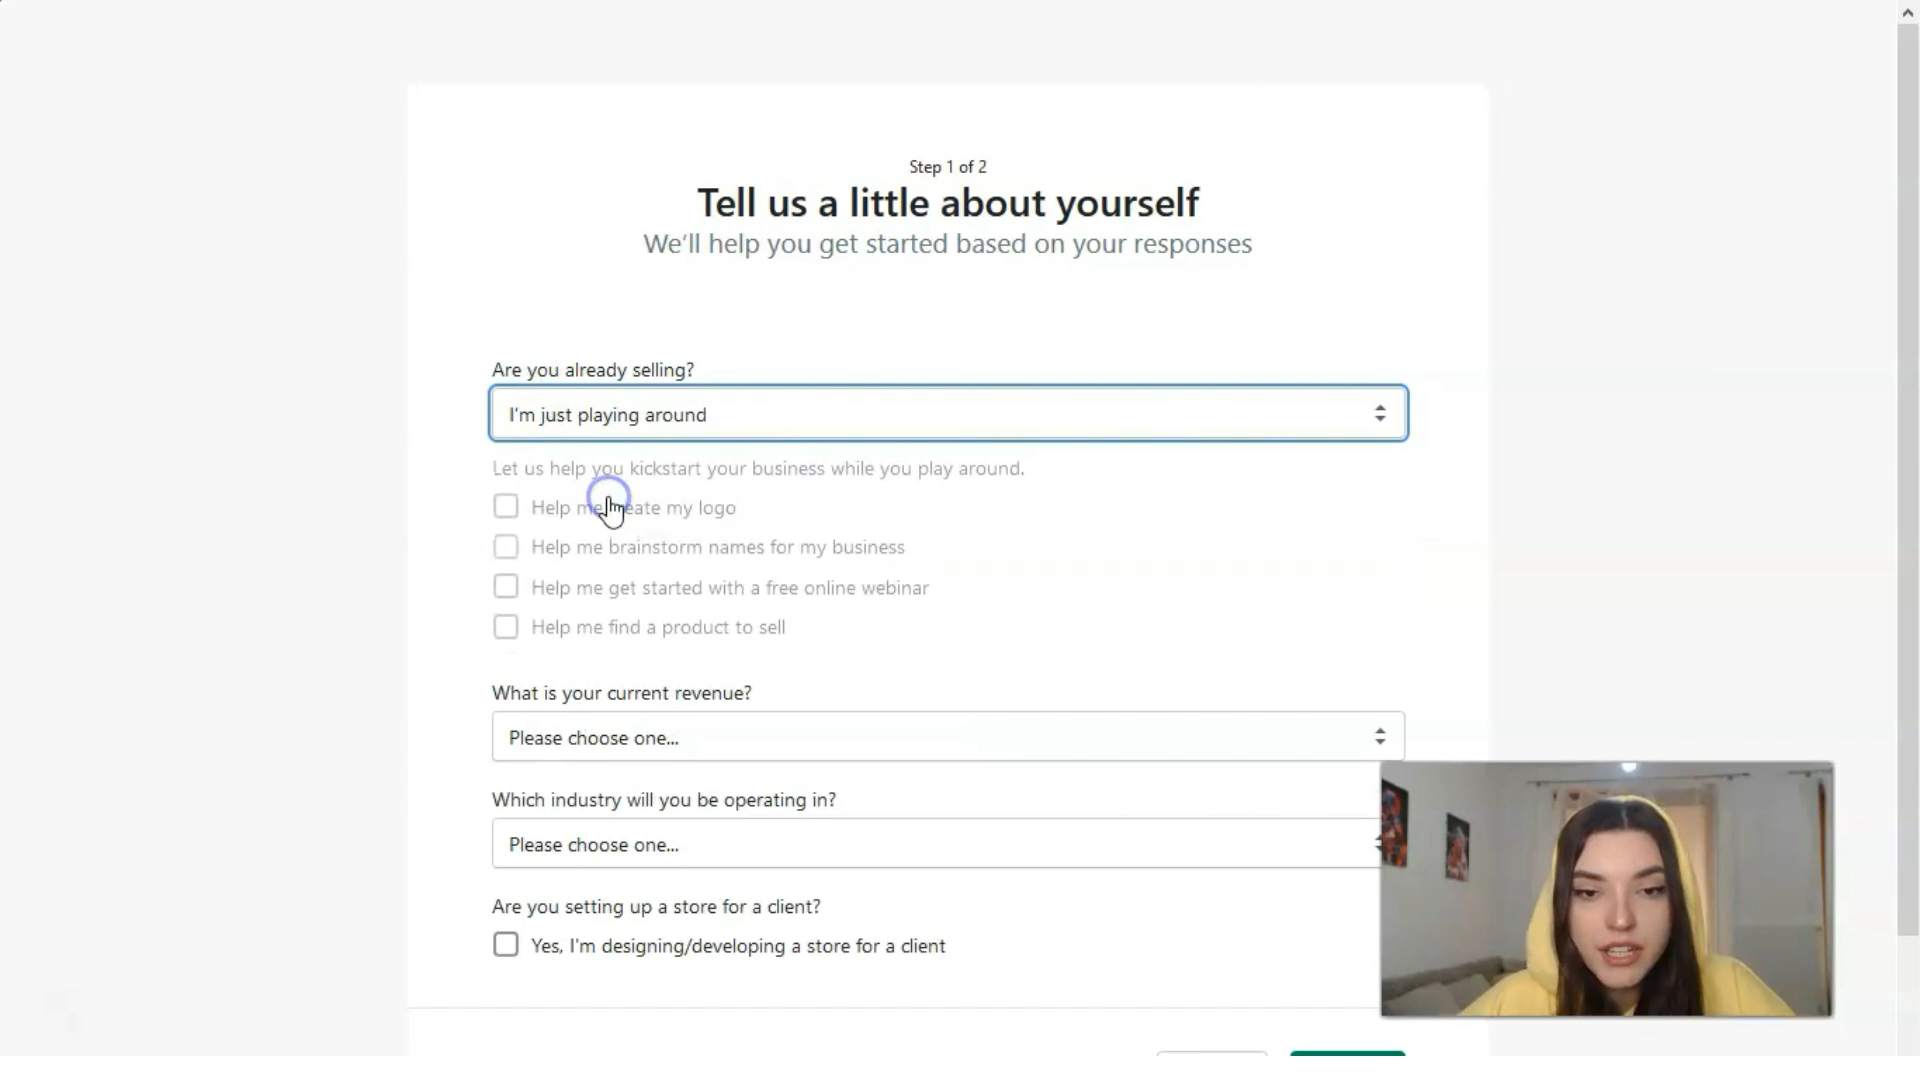 Step 1 of 2
Tell us a little about yourself
We'll help you get started based on your responses
Are you already selling?
I'm just playing around
Let us help you kickstart your business while you play around.
Help me create my logo
Help me brainstorm names for my business
Help me get started with a free online webinar
Help me find a product to sell
What is your current revenue?
Please choose one...
Which industry will you be operating in?
Please choose one...
Are you setting up a store for a client?
Yes, I'm designing/developing a store for a client